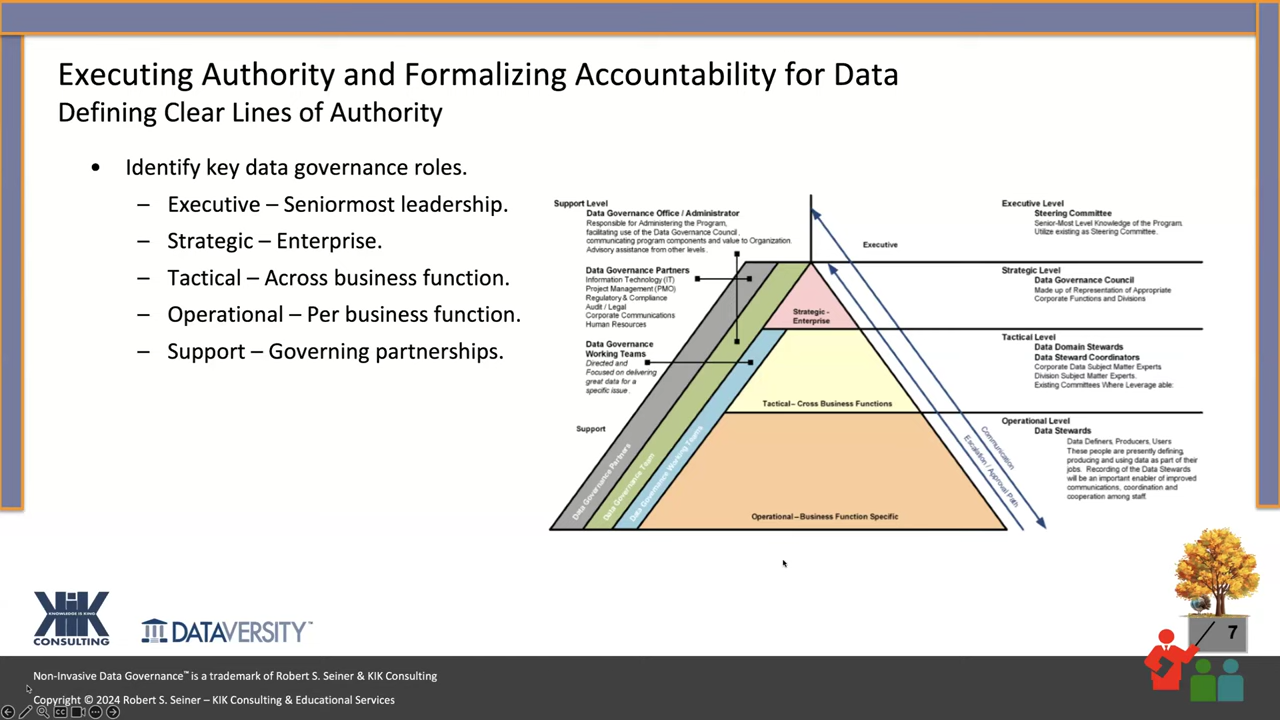 Executing Authority and Formalizing Accountability for Data
Defining Clear Lines of Authority
• Identify key data governance roles.
– Executive – Seniormost leadership.
– Strategic – Enterprise.
– Tactical – Across business function.
– Operational – Per business function.
– Support – Governing partnerships.
Support Level
Data Governance Office / Administrator
Responsible for Administering the Program,
facilitating use of the Data Governance Council,
communicating program components and value to Organization.
Advisory assistance from other levels.
Data Governance Partners
Information Technology (IT)
Project Management (PMO)
Regulatory & Compliance
Audit / Legal
Corporate Communications
Human Resources
Data Governance
Working Teams
Directed and
Focused on delivering
great data for a
specific issue.
Support
Data Governance Partners
Data Governance Team
Data Governance Working Teams
Executive
Strategic -
Enterprise
Tactical – Cross Business Functions
Operational – Business Function Specific
Communication
Escalation / Approval Path
Executive Level
Steering Committee
Senior-Most Level Knowledge of the Program.
Utilize existing as Steering Committee.
Strategic Level
Data Governance Council
Made up of Representation of Appropriate
Corporate Functions and Divisions
Tactical Level
Data Domain Stewards
Data Steward Coordinators
Corporate Data Subject Matter Experts
Division Subject Matter Experts.
Existing Committees Where Leverage able.
Operational Level
Data Stewards
Data Definers, Producers, Users
These people are presently defining,
producing and using data as part of their
jobs. Recording of the Data Stewards
will be an important enabler of improved
communications, coordination and
cooperation among staff.
KIK
KNOWLEDGE IS KING
CONSULTING
DATAVERSITY™
7
Non-Invasive Data Governance™ is a trademark of Robert S. Seiner & KIK Consulting
Copyright © 2024 Robert S. Seiner – KIK Consulting & Educational Services